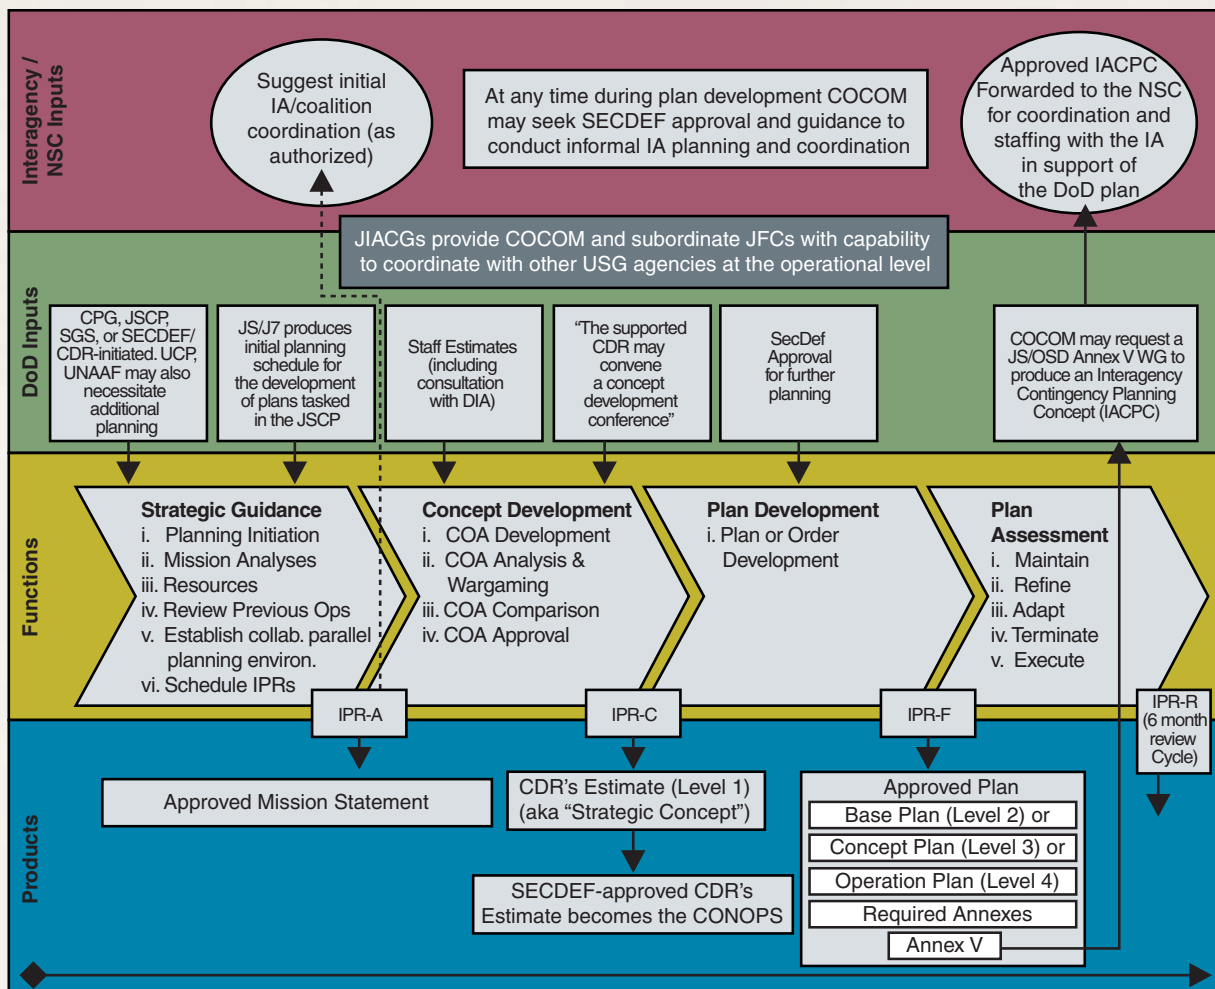 Interagency /
NSC Inputs
Suggest initial
IA/coalition
coordination (as
authorized)
At any time during plan development COCOM
may seek SECDEF approval and guidance to
conduct informal IA planning and coordination
Approved IACPC
Forwarded to the NSC
for coordination and
staffing with the IA
in support of
the DoD plan
JIACGs provide COCOM and subordinate JFCs with capability
to coordinate with other USG agencies at the operational level
DoD Inputs
CPG, JSCP,
SGS, or SECDEF/
CDR-initiated. UCP,
UNAAF may also
necessitate
additional
planning
JS/J7 produces
initial planning
schedule for
the development
of plans tasked
in the JSCP
Staff Estimates
(including
consultation
with DIA)
“The supported
CDR may
convene
a concept
development
conference”
SecDef
Approval
for further
planning
COCOM may request a
JS/OSD Annex V WG to
produce an Interagency
Contingency Planning
Concept (IACPC)
Functions
Strategic Guidance
i. Planning Initiation
ii. Mission Analyses
iii. Resources
iv. Review Previous Ops
v. Establish collab. parallel
planning environ.
vi. Schedule IPRs
Concept Development
i. COA Development
ii. COA Analysis &
Wargaming
iii. COA Comparison
iv. COA Approval
Plan Development
i. Plan or Order
Development
Plan
Assessment
i. Maintain
ii. Refine
iii. Adapt
iv. Terminate
v. Execute
IPR-A
IPR-C
IPR-F
IPR-R
(6 month
review
Cycle)
Products
Approved Mission Statement
CDR’s Estimate (Level 1)
(aka “Strategic Concept”)
SECDEF-approved CDR’s
Estimate becomes the CONOPS
Approved Plan
Base Plan (Level 2) or
Concept Plan (Level 3) or
Operation Plan (Level 4)
Required Annexes
Annex V